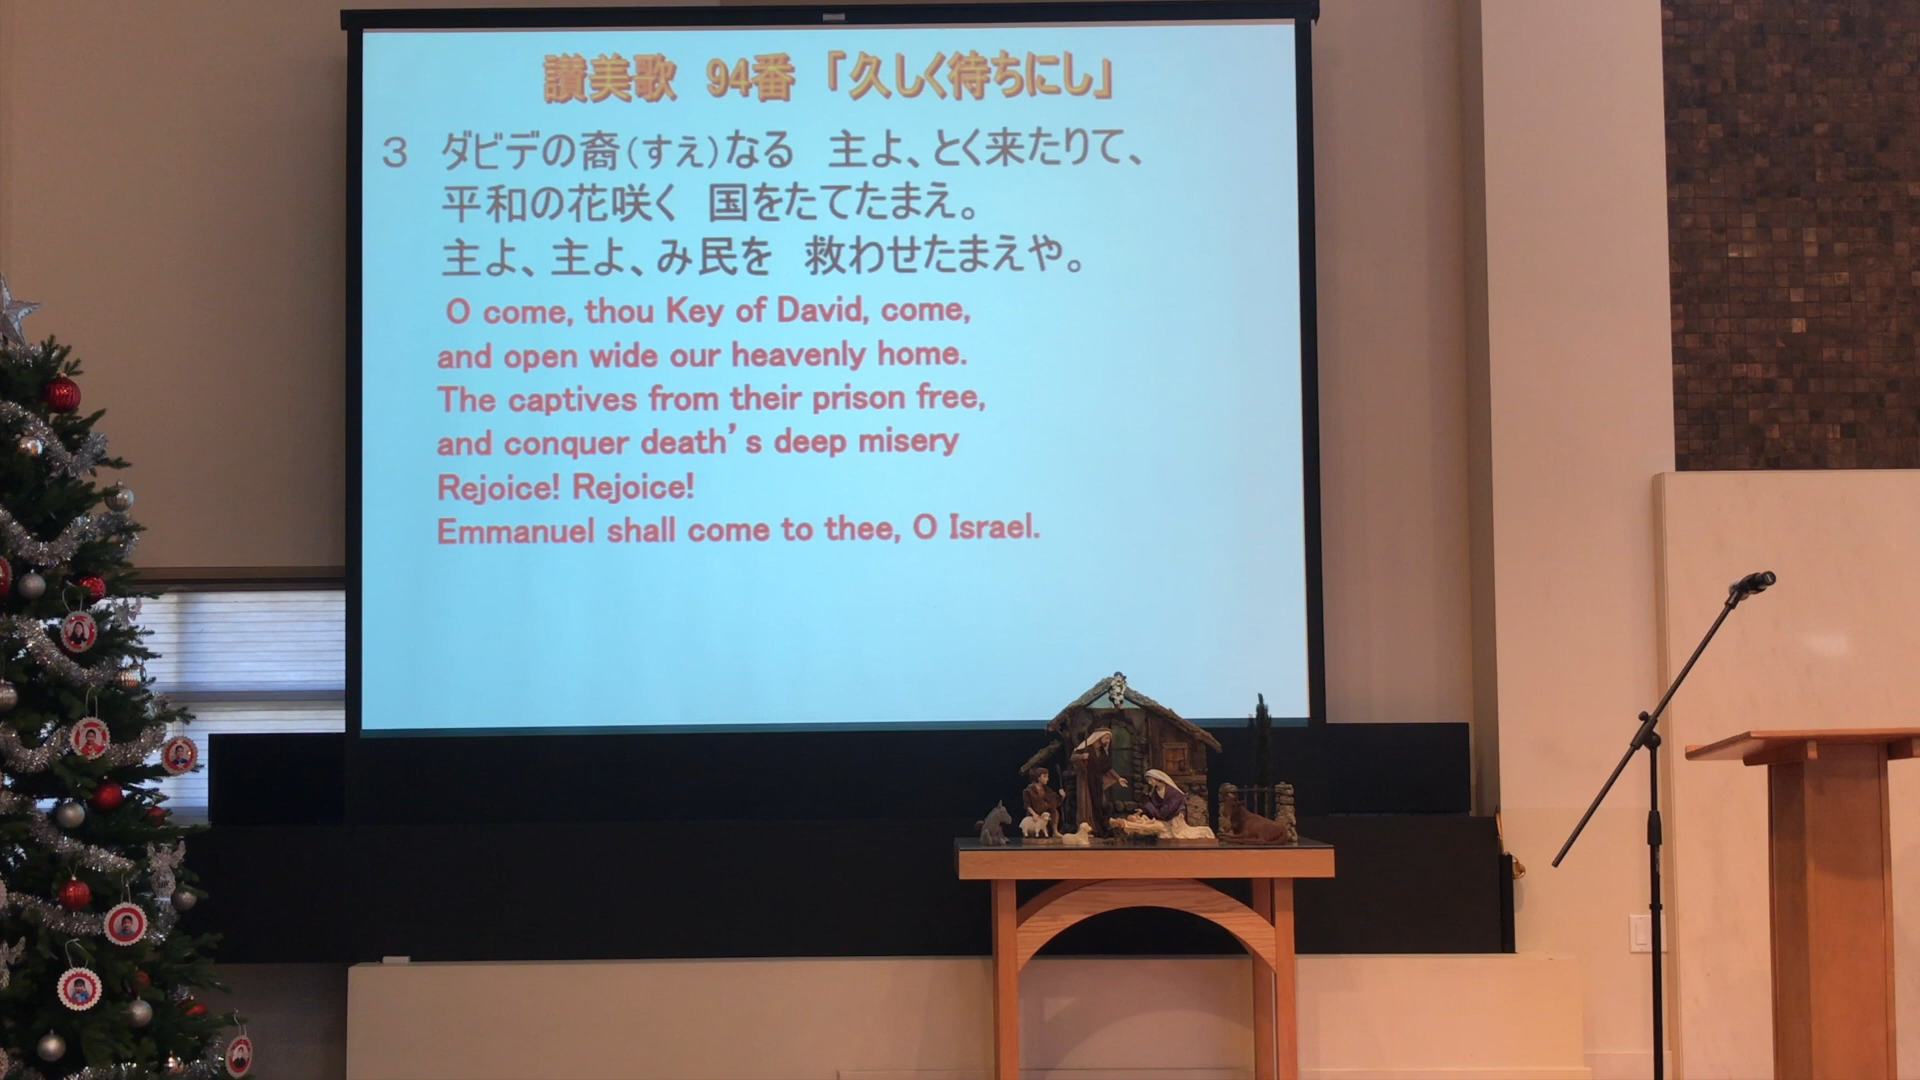 讃美歌 94番 「久しく待ちにし」
3 ダビデの裔(すえ)なる 主よ、とく来たりて、
平和の花咲く 国をたてたまえ。
主よ、主よ、み民を 救わせたまえや。
O come, thou Key of David, come,
and open wide our heavenly home.
The captives from their prison free,
and conquer death's deep misery
Rejoice! Rejoice!
Emmanuel shall come to thee, O Israel.